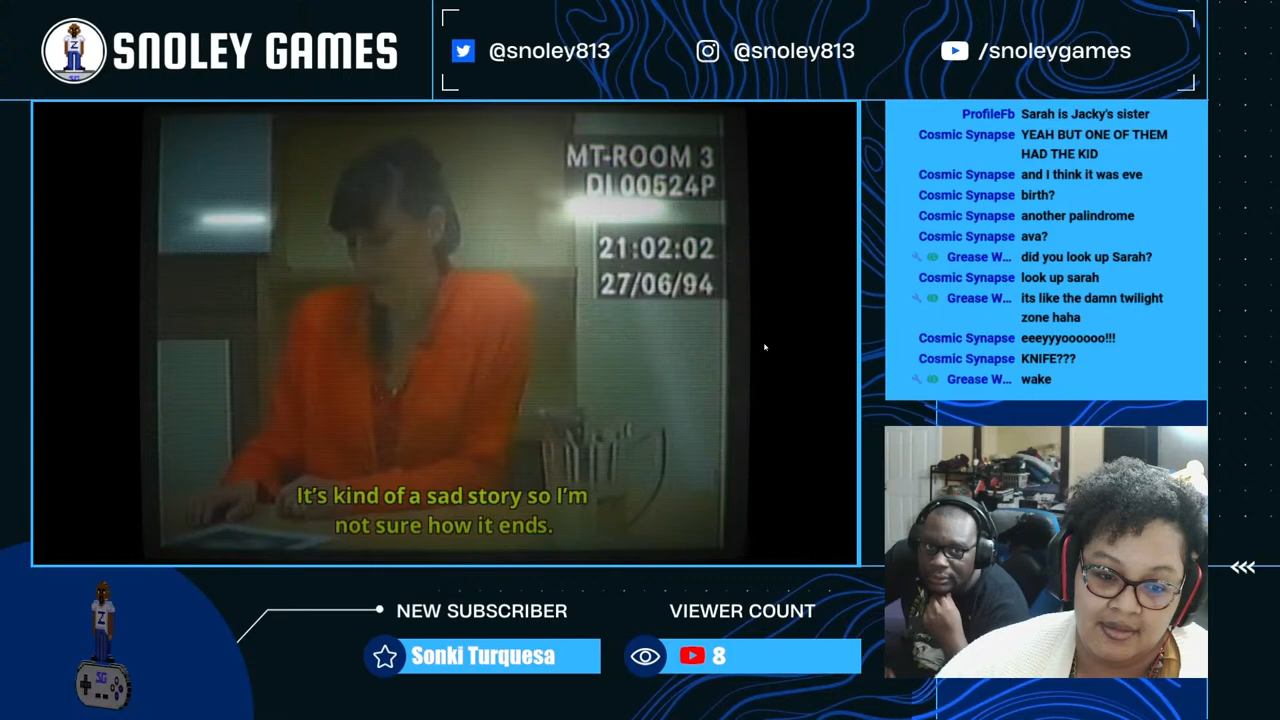 SNOLEY GAMES
@snoley813
@snoley813
/snoleygames
MT-ROOM 3
DI 00524P
21:02:02
27/06/94
It's kind of a sad story so I'm
not sure how it ends.
ProfileFb Sarah is Jacky's sister
Cosmic Synapse YEAH BUT ONE OF THEM
HAD THE KID
Cosmic Synapse and I think it was eve
Cosmic Synapse birth?
Cosmic Synapse another palindrome
Cosmic Synapse ava?
Grease W... did you look up Sarah?
Cosmic Synapse look up sarah
Grease W... its like the damn twilight
zone haha
Cosmic Synapse eeeyyyoooooo!!!
Cosmic Synapse KNIFE???
Grease W... wake
NEW SUBSCRIBER
Sonki Turquesa
VIEWER COUNT
8
Z
SG
Z
SG